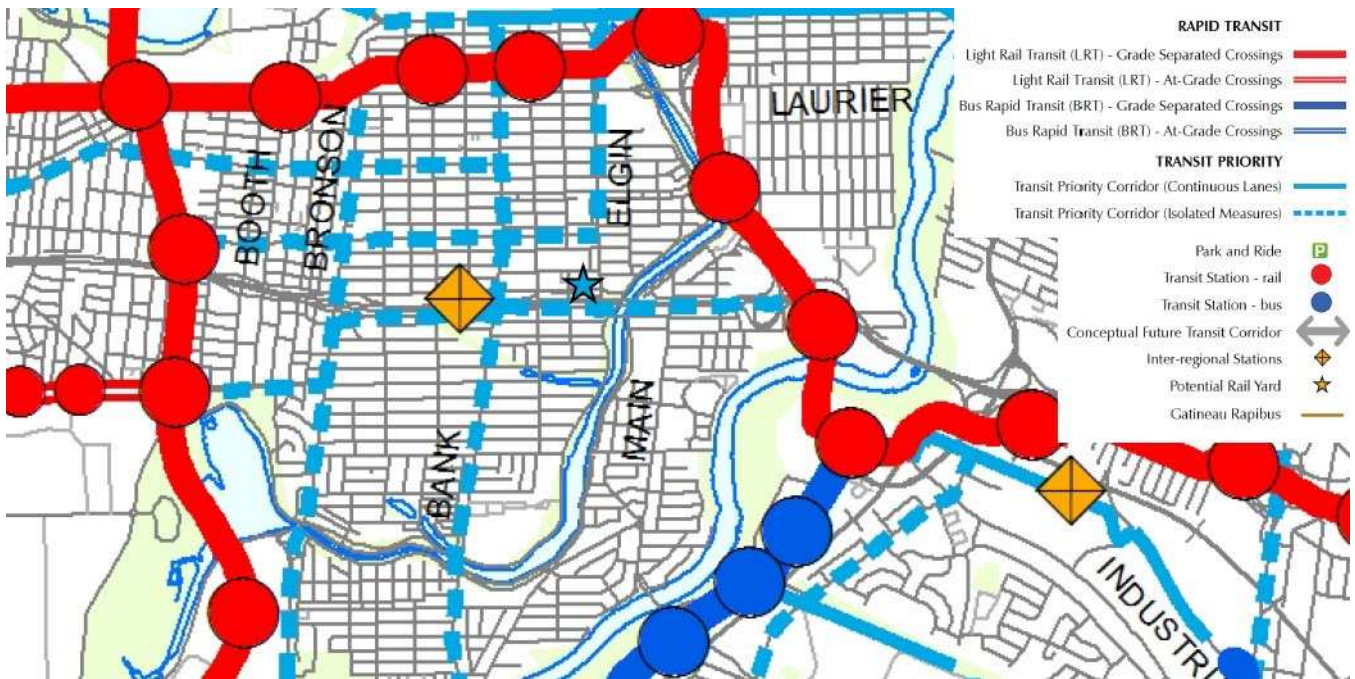 RAPID TRANSIT
Light Rail Transit (LRT) - Grade Separated Crossings
Light Rail Transit (LRT) - At-Grade Crossings
Bus Rapid Transit (BRT) - Grade Separated Crossings
Bus Rapid Transit (BRT) - At-Grade Crossings
TRANSIT PRIORITY
Transit Priority Corridor (Continuous Lanes)
Transit Priority Corridor (Isolated Measures)
Park and Ride P
Transit Station - rail
Transit Station - bus
Conceptual Future Transit Corridor
Inter-regional Stations
Potential Rail Yard
Gatineau Rapibus
LAURIER
BOOTH
BRONSON
ELGIN
MAIN
BANK
INDUSTRI